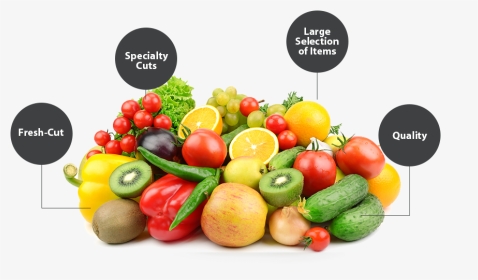 Large
Selection
of Items
Specialty
Cuts
Fresh-Cut
Quality